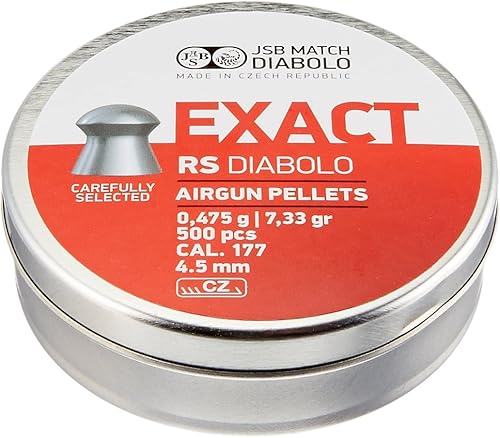 JSB
JSB MATCH
DIABOLO
MADE IN CZECH REPUBLIC
EXACT
RS DIABOLO
AIRGUN PELLETS
CAREFULLY
SELECTED
0,475 g | 7,33 gr
500 pcs
CAL. 177
4.5 mm
CZ